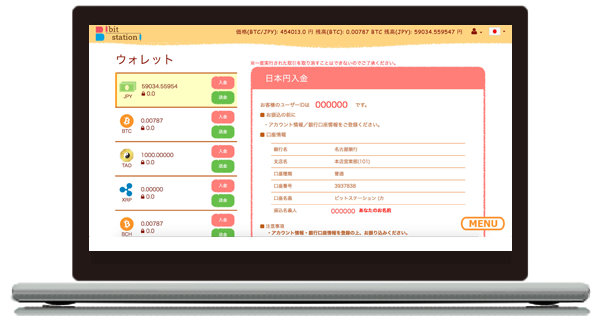 bit station
価格(BTC/JPY): 454013.0 円 残高(BTC): 0.00787 BTC 残高(JPY): 59034.559547 円
ウォレット
JPY
59034.55954
0.0
入金
送金
BTC
0.00787
0.0
入金
送金
TAO
1000.00000
0.0
入金
送金
XRP
0.00000
0.0
入金
送金
BCH
0.00787
0.0
入金
送金
※一度実行された取引を取り消すことはできないのでご了承ください。
日本円入金
お客様のユーザーIDは 000000 です。
■ お振込の前に
・アカウント情報／銀行口座情報をご登録ください。
■ 口座情報
銀行名 名古屋銀行
支店名 本店営業部(101)
口座種類 普通
口座番号 3937838
口座名義 ビットステーション (カ
振込名義人 000000 あなたのお名前
■ 注意事項
・アカウント情報・銀行口座情報を登録の上、お振り込みください。
MENU